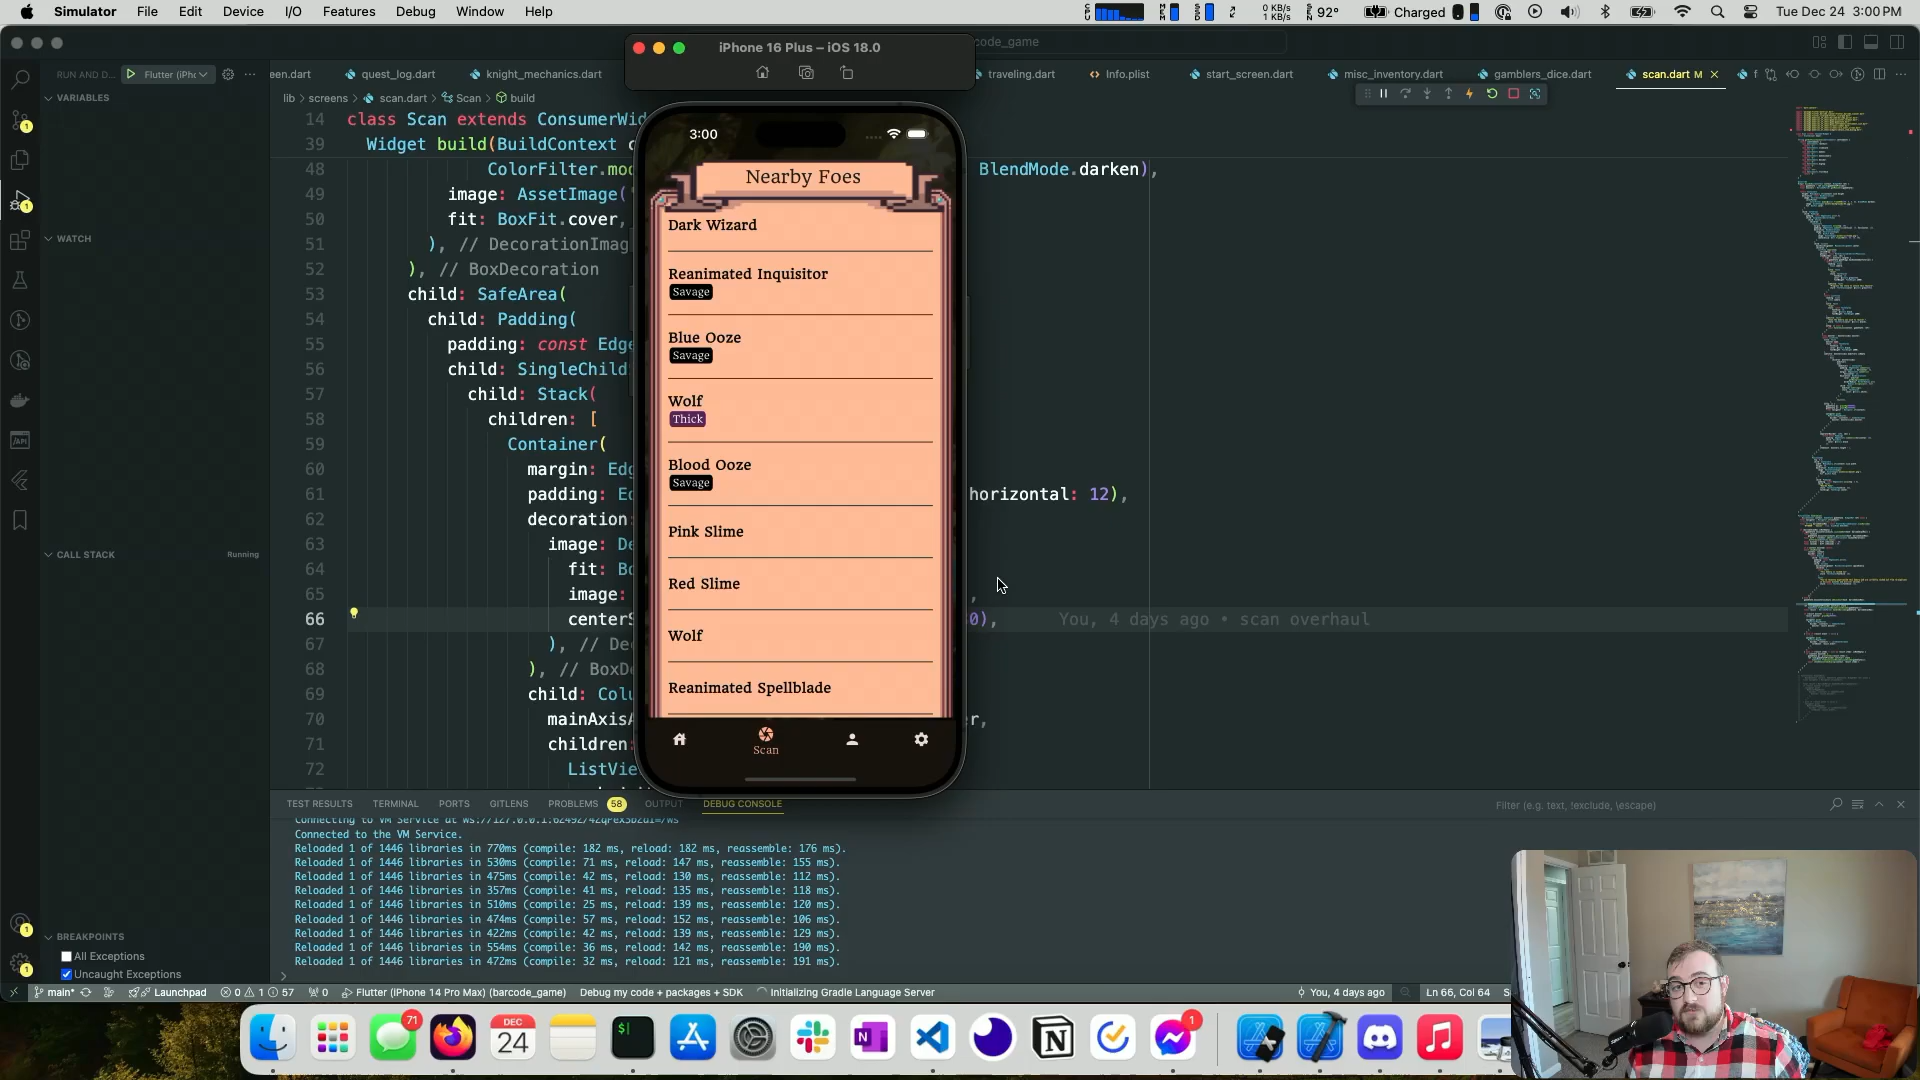 Simulator File Edit Device I/O Features Debug Window Help
0 KB/s
1 KB/s
92°
Charged
Tue Dec 24 3:00 PM
iPhone 16 Plus – iOS 18.0
code_game
RUN AND D...
Flutter (iPh
een.dart
quest_log.dart
knight_mechanics.dart
traveling.dart
Info.plist
start_screen.dart
misc_inventory.dart
gamblers_dice.dart
scan.dart M
VARIABLES
lib > screens > scan.dart > Scan > build
14 class Scan extends ConsumerWid
39 Widget build(BuildContext c
48 ColorFilter.mod
BlendMode.darken),
49 image: AssetImage(
50 fit: BoxFit.cover,
51 ), // DecorationImag
52 ), // BoxDecoration
53 child: SafeArea(
54 child: Padding(
55 padding: const Edge
56 child: SingleChild
57 child: Stack(
58 children: [
59 Container(
60 margin: Edg
61 padding: Ed
horizontal: 12),
62 decoration:
63 image: De
64 fit: Bo
65 image:
,
66 centerS
0),
You, 4 days ago • scan overhaul
67 ), // Dec
68 ), // BoxDe
69 child: Colu
70 mainAxisA
r,
71 children:
72 ListVie
WATCH
CALL STACK
Running
BREAKPOINTS
All Exceptions
Uncaught Exceptions
3:00
Nearby Foes
Dark Wizard
Reanimated Inquisitor
Savage
Blue Ooze
Savage
Wolf
Thick
Blood Ooze
Savage
Pink Slime
Red Slime
Wolf
Reanimated Spellblade
Scan
TEST RESULTS TERMINAL PORTS GITLENS PROBLEMS 58 OUTPUT DEBUG CONSOLE
Filter (e.g. text, !exclude, \escape)
Connected to the VM Service.
Reloaded 1 of 1446 libraries in 770ms (compile: 182 ms, reload: 182 ms, reassemble: 176 ms).
Reloaded 1 of 1446 libraries in 530ms (compile: 71 ms, reload: 147 ms, reassemble: 155 ms).
Reloaded 1 of 1446 libraries in 475ms (compile: 42 ms, reload: 130 ms, reassemble: 112 ms).
Reloaded 1 of 1446 libraries in 357ms (compile: 41 ms, reload: 135 ms, reassemble: 118 ms).
Reloaded 1 of 1446 libraries in 510ms (compile: 25 ms, reload: 139 ms, reassemble: 120 ms).
Reloaded 1 of 1446 libraries in 474ms (compile: 57 ms, reload: 152 ms, reassemble: 106 ms).
Reloaded 1 of 1446 libraries in 422ms (compile: 42 ms, reload: 139 ms, reassemble: 129 ms).
Reloaded 1 of 1446 libraries in 554ms (compile: 36 ms, reload: 142 ms, reassemble: 190 ms).
Reloaded 1 of 1446 libraries in 472ms (compile: 32 ms, reload: 121 ms, reassemble: 191 ms).
main* Launchpad 0 1 57 0 Flutter (iPhone 14 Pro Max) (barcode_game) Debug my code + packages + SDK Initializing Gradle Language Server
You, 4 days ago
Ln 66, Col 64
71
DEC
24
1